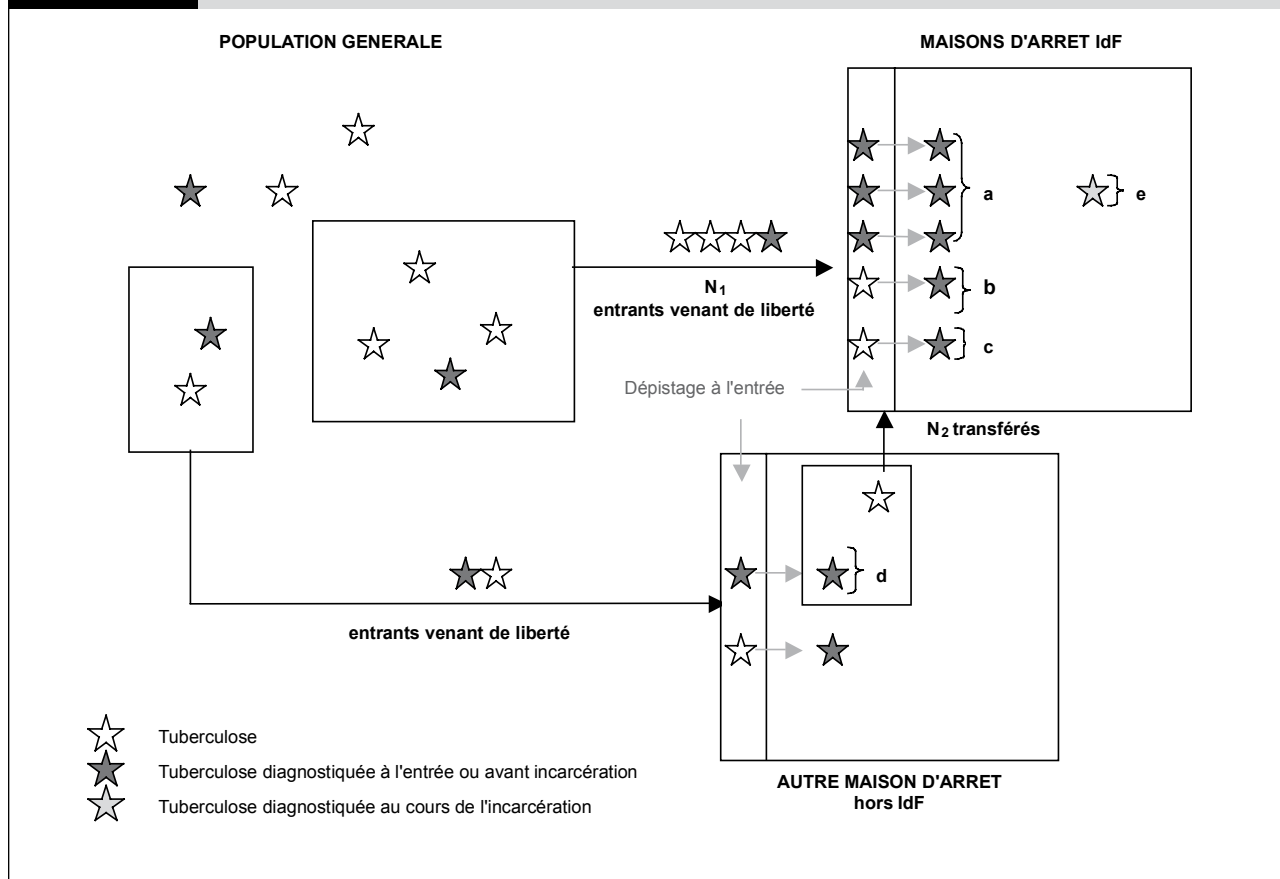 POPULATION GENERALE
MAISONS D'ARRET IdF
a
e
b
c
N1
entrants venant de liberté
Dépistage à l'entrée
N2 transférés
d
entrants venant de liberté
Tuberculose
Tuberculose diagnostiquée à l'entrée ou avant incarcération
Tuberculose diagnostiquée au cours de l'incarcération
AUTRE MAISON D'ARRET
hors IdF